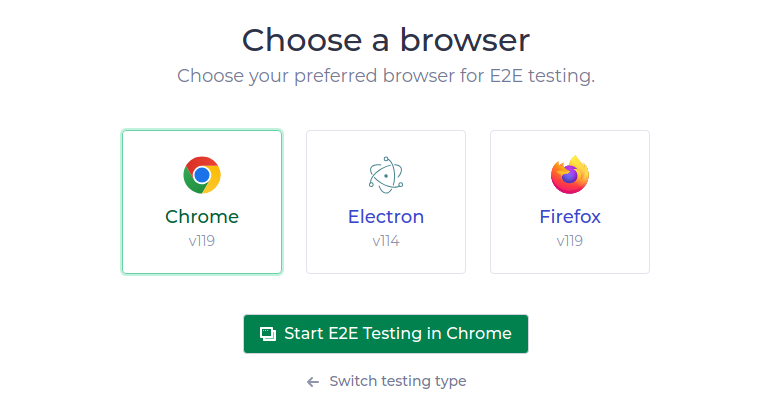 Choose a browser
Choose your preferred browser for E2E testing.
Chrome
v119
Electron
v114
Firefox
v119
Start E2E Testing in Chrome
Switch testing type